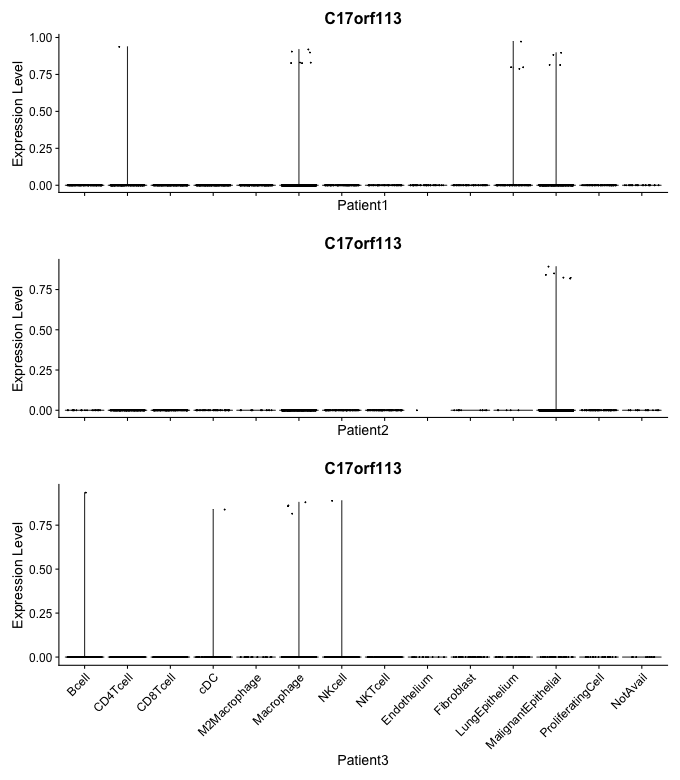 C17orf113
Expression Level
1.00
0.75
0.50
0.25
0.00
Patient1
C17orf113
Expression Level
0.75
0.50
0.25
0.00
Patient2
C17orf113
Expression Level
0.75
0.50
0.25
0.00
Bcell
CD4Tcell
CD8Tcell
cDC
M2Macrophage
Macrophage
NKcell
NKTcell
Endothelium
Fibroblast
LungEpithelium
MalignantEpithelial
ProliferatingCell
NotAvail
Patient3